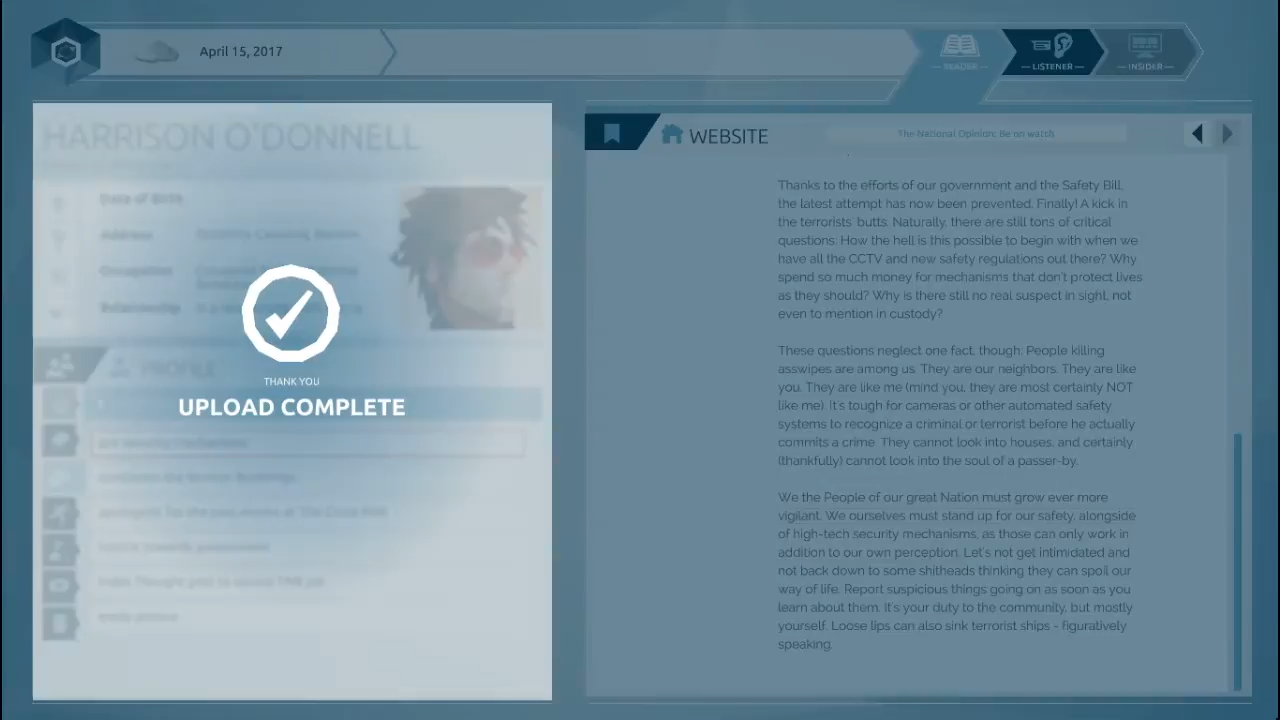 April 15, 2017
READER
LISTENER
INSIDER
HARRISON O'DONNELL
WEBSITE
The National Opinion: Be on watch
Date of Birth
Address
Occupation
Relationship
PROFILE
THANK YOU
UPLOAD COMPLETE
Thanks to the efforts of our government and the Safety Bill,
the latest attempt has now been prevented. Finally! A kick in
the terrorists' butts. Naturally, there are still tons of critical
questions: How the hell is this possible to begin with when we
have all the CCTV and new safety regulations out there? Why
spend so much money for mechanisms that don't protect lives
as they should? Why is there still no real suspect in sight, not
even to mention in custody?
These questions neglect one fact, though: People killing
asswipes are among us. They are our neighbors. They are like
you. They are like me (mind you, they are most certainly NOT
like me). It's tough for cameras or other automated safety
systems to recognize a criminal or terrorist before he actually
commits a crime. They cannot look into houses, and certainly
(thankfully) cannot look into the soul of a passer-by.
We the People of our great Nation must grow ever more
vigilant. We ourselves must stand up for our safety, alongside
of high-tech security mechanisms, as those can only work in
addition to our own perception. Let's not get intimidated and
not back down to some shitheads thinking they can spoil our
way of life. Report suspicious things going on as soon as you
learn about them. It's your duty to the community, but mostly
yourself. Loose lips can also sink terrorist ships - figuratively
speaking.